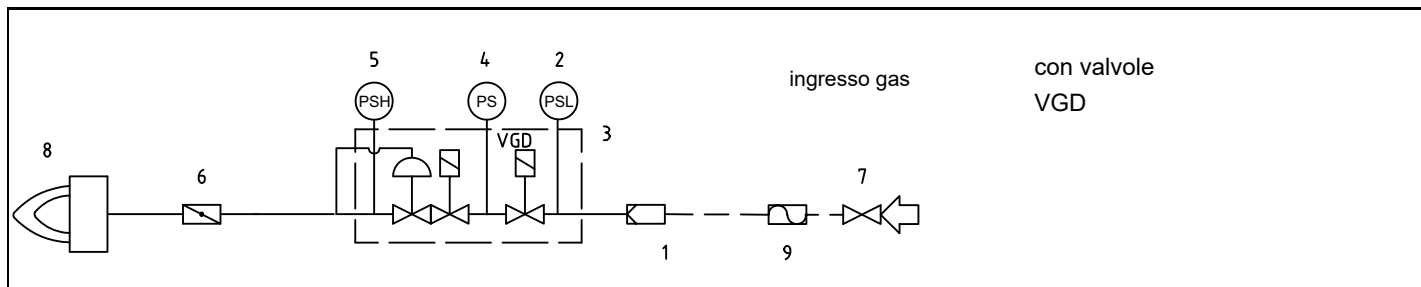 5
4
2
ingresso gas
con valvole
VGD
PSH
PS
PSL
VGD
3
8
6
7
1
9